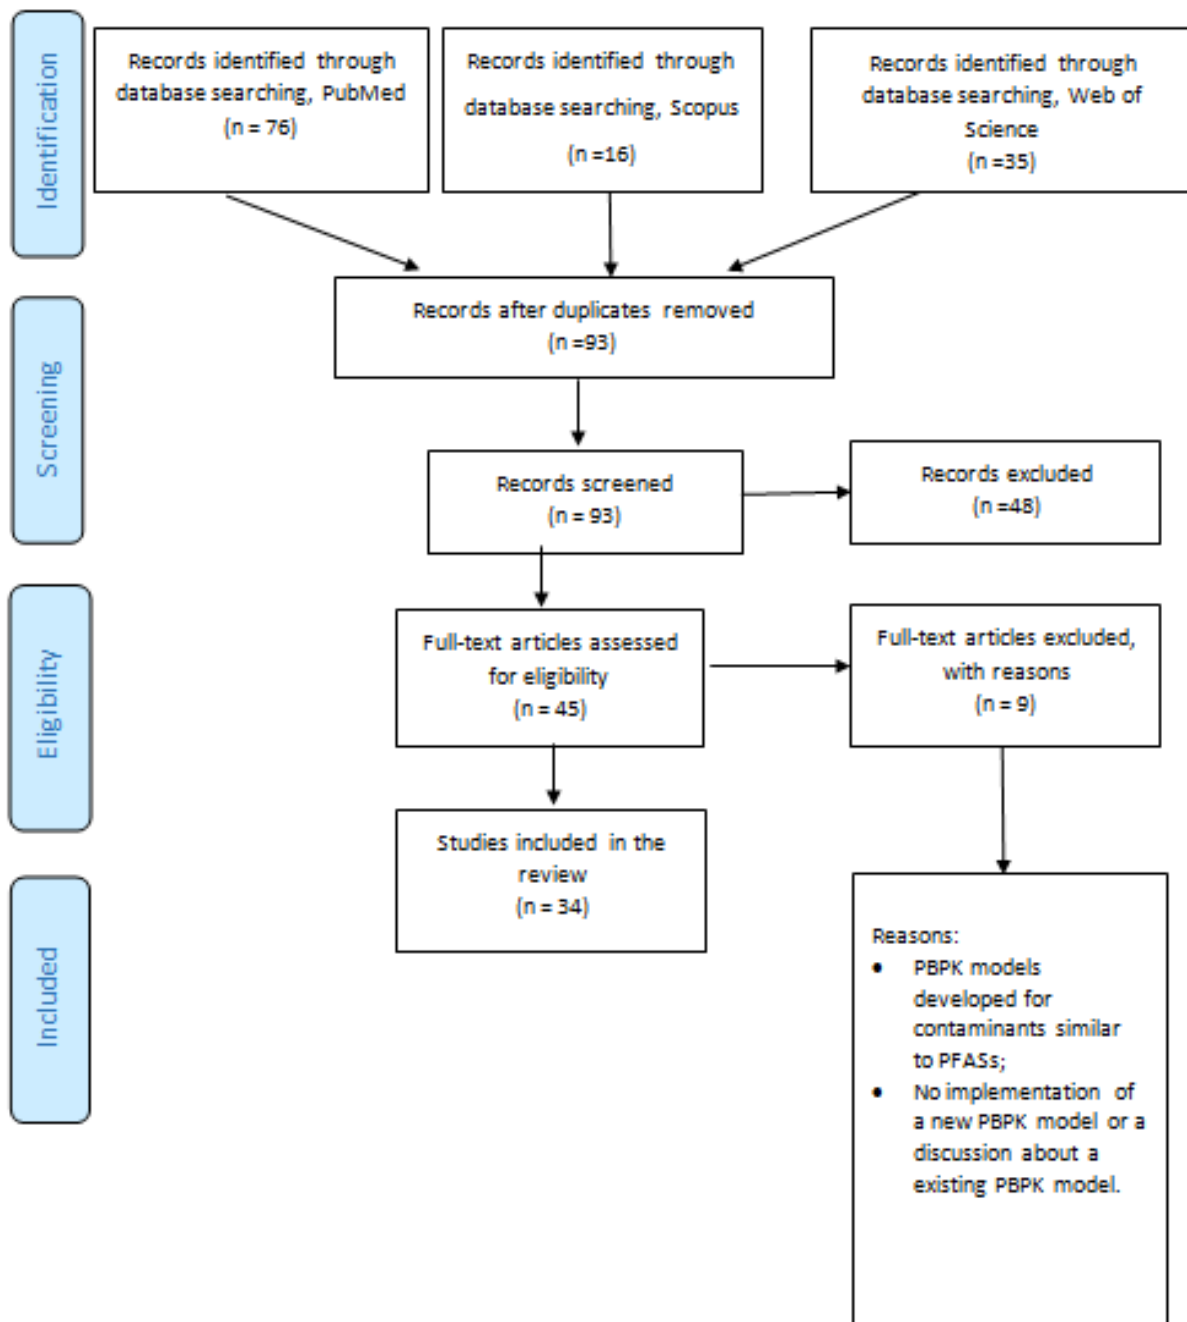 Identification
Records identified through
database searching, PubMed
(n = 76)
Records identified through
database searching, Scopus
(n =16)
Records identified through
database searching, Web of
Science
(n =35)
Records after duplicates removed
(n =93)
Screening
Records screened
(n = 93)
Records excluded
(n =48)
Eligibility
Full-text articles assessed
for eligibility
(n = 45)
Full-text articles excluded,
with reasons
(n = 9)
Studies included in the
review
(n = 34)
Included
Reasons:
• PBPK models
developed for
contaminants similar
to PFASs;
• No implementation of
a new PBPK model or a
discussion about a
existing PBPK model.